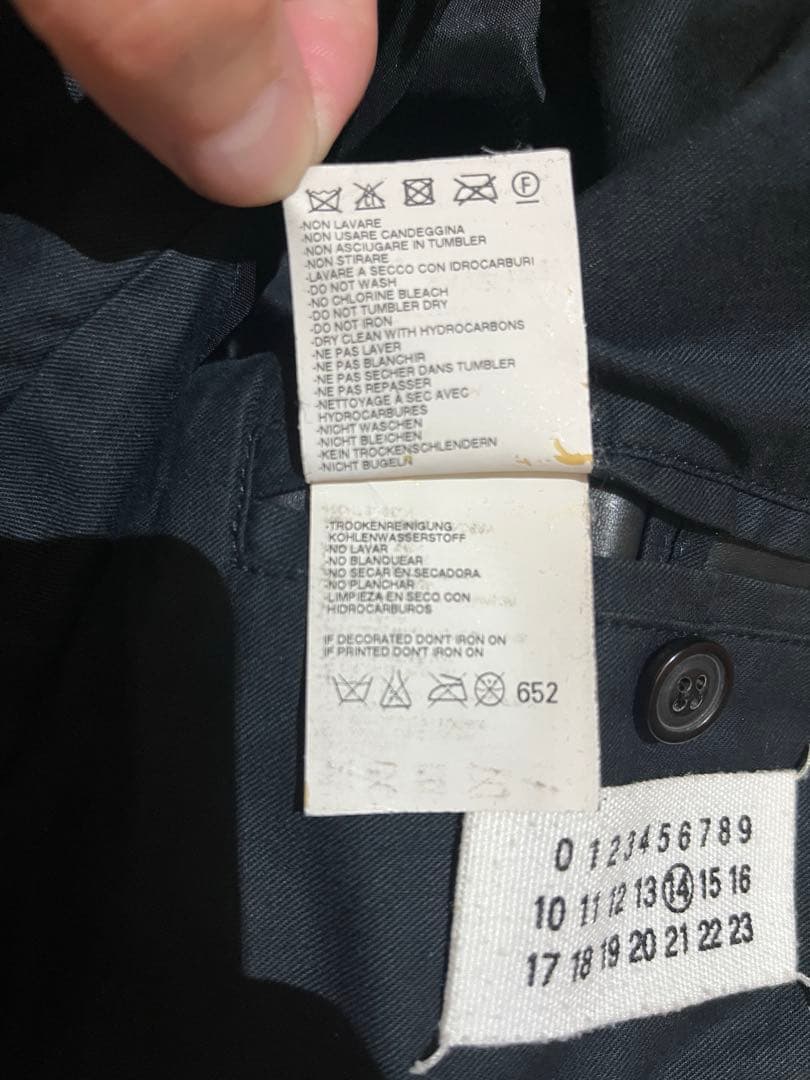 F
-NON LAVARE
-NON USARE CANDEGGINA
-NON ASCIUGARE IN TUMBLER
-NON STIRARE
-LAVARE A SECCO CON IDROCARBURI
-DO NOT WASH
-NO CHLORINE BLEACH
-DO NOT TUMBLER DRY
-DO NOT IRON
-DRY CLEAN WITH HYDROCARBONS
-NE PAS LAVER
-NE PAS BLANCHIR
-NE PAS SECHER DANS TUMBLER
-NE PAS REPASSER
-NETTOYAGE À SEC AVEC
HYDROCARBURES
-NICHT WASCHEN
-NICHT BLEICHEN
-KEIN TROCKENSCHLENDERN
-NICHT BUGELN
-TROCKENREINIGUNG
KOHLENWASSERSTOFF
-NO LAVAR
-NO BLANQUEAR
-NO SECAR EN SECADORA
-NO PLANCHAR
-LIMPIEZA EN SECO CON
HIDROCARBUROS
IF DECORATED DON'T IRON ON
IF PRINTED DON'T IRON ON
652
0 1 2 3 4 5 6 7 8 9
10 11 12 13 14 15 16
17 18 19 20 21 22 23